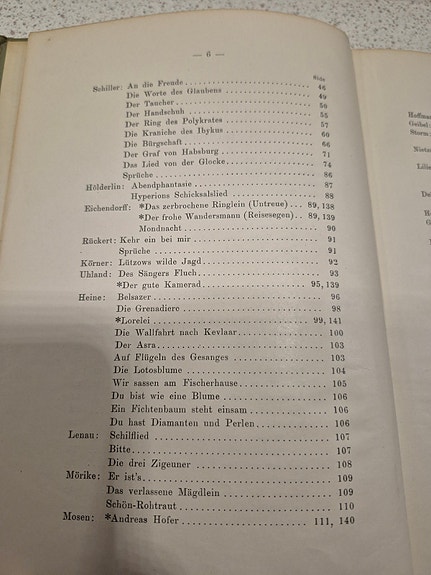 — 6 —
Side
Schiller: An die Freude 46
Die Worte des Glaubens 49
Der Taucher 50
Der Handschuh 55
Der Ring des Polykrates 57
Die Kraniche des Ibykus 60
Die Bürgschaft 66
Der Graf von Habsburg 71
Das Lied von der Glocke 74
Sprüche 86
Hölderlin: Abendphantasie 87
Hyperions Schicksalslied 88
Eichendorff: *Das zerbrochene Ringlein (Untreue) 89, 138
*Der frohe Wandersmann (Reisesegen) 89, 139
Mondnacht 90
Rückert: Kehr ein bei mir 91
Sprüche 91
Körner: Lützows wilde Jagd 92
Uhland: Des Sängers Fluch 93
*Der gute Kamerad 95, 139
Heine: Belsazer 96
Die Grenadiere 98
*Lorelei 99, 141
Die Wallfahrt nach Kevlaar 100
Der Asra 103
Auf Flügeln des Gesanges 103
Die Lotosblume 104
Wir sassen am Fischerhause 105
Du bist wie eine Blume 106
Ein Fichtenbaum steht einsam 106
Du hast Diamanten und Perlen 106
Lenau: Schilflied 107
Bitte 107
Die drei Zigeuner 108
Mörike: Er ist's 109
Das verlassene Mägdlein 109
Schön-Rohtraut 110
Mosen: *Andreas Hofer 111, 140
Geibel:
Storm: